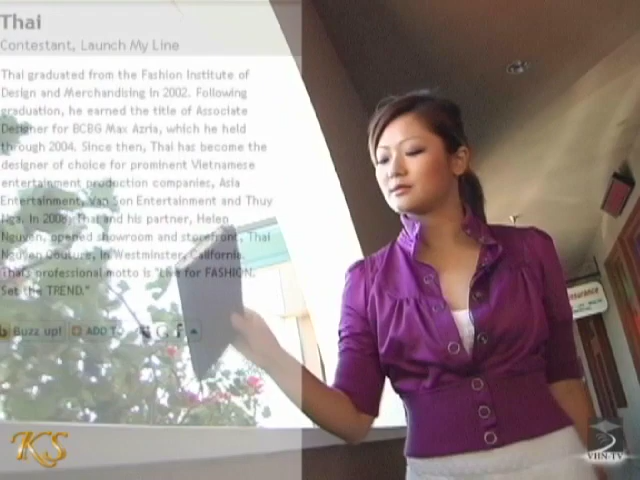 Thai
Contestant, Launch My Line
Thai graduated from the Fashion Institute of
Design and Merchandising in 2002. Following
graduation, he earned the title of Associate
Designer for BCBG Max Azria, which he held
through 2004. Since then, Thai has become the
designer of choice for prominent Vietnamese
entertainment production companies, Asia
Entertainment, Van Son Entertainment and Thuy
Nga. In 2008, Thai and his partner, Helen
Nguyen, opened showroom and storefront, Thai
Nguyen Couture, in Westminster, California.
Thai's professional motto is "Live for FASHION.
Set the TREND."
Buzz up!
ADD TO
KS
VHN-TV